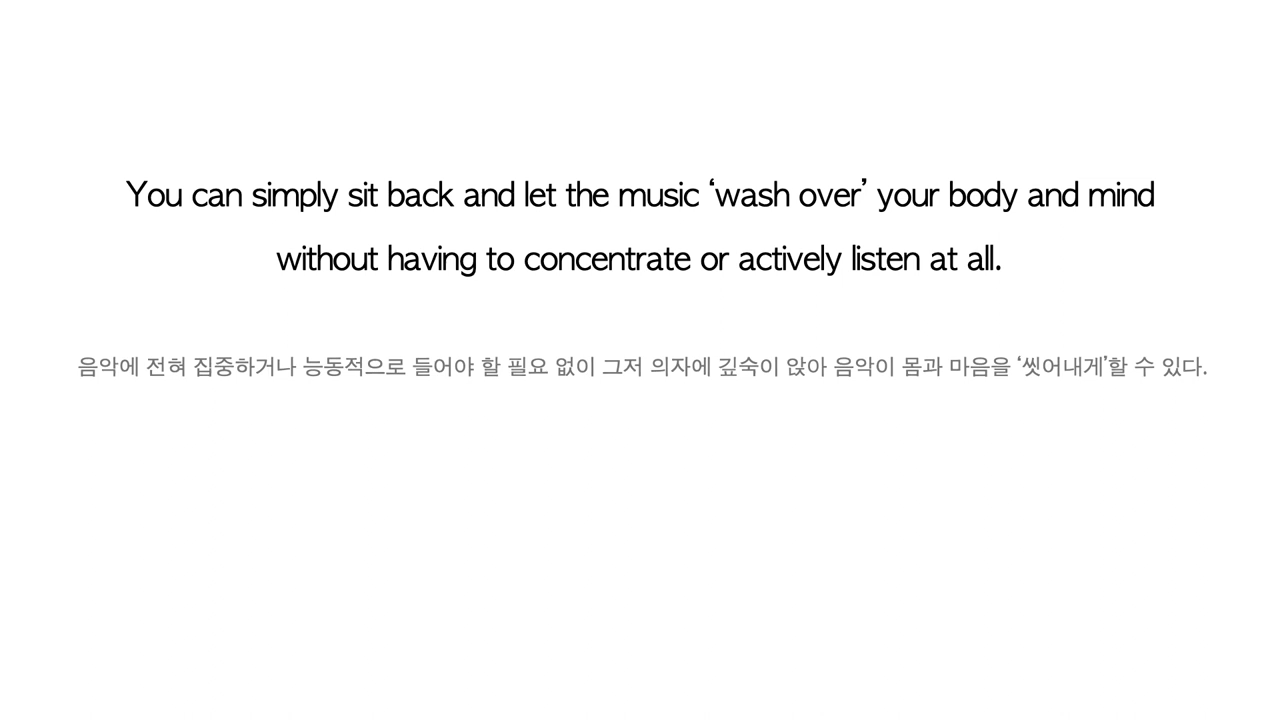 You can simply sit back and let the music ‘wash over’ your body and mind
without having to concentrate or actively listen at all.
음악에 전혀 집중하거나 능동적으로 들어야 할 필요 없이 그저 의자에 깊숙이 앉아 음악이 몸과 마음을 ‘씻어내게’할 수 있다.